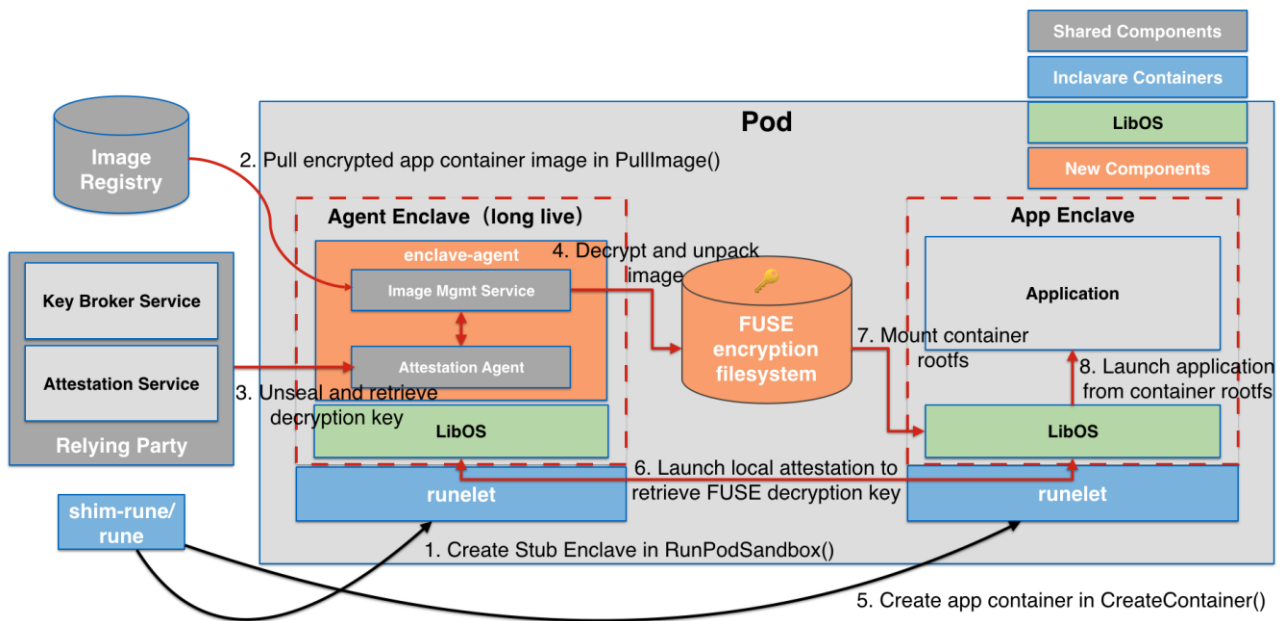 Shared Components
Inclavare Containers
LibOS
New Components
Pod
Image
Registry
2. Pull encrypted app container image in PullImage()
Agent Enclave（long live）
enclave-agent
Image Mgmt Service
Attestation Agent
LibOS
runelet
Key Broker Service
Attestation Service
Relying Party
3. Unseal and retrieve
decryption key
4. Decrypt and unpack
image
FUSE
encryption
filesystem
App Enclave
Application
7. Mount container
rootfs
8. Launch application
from container rootfs
LibOS
runelet
6. Launch local attestation to
retrieve FUSE decryption key
shim-rune/
rune
1. Create Stub Enclave in RunPodSandbox()
5. Create app container in CreateContainer()